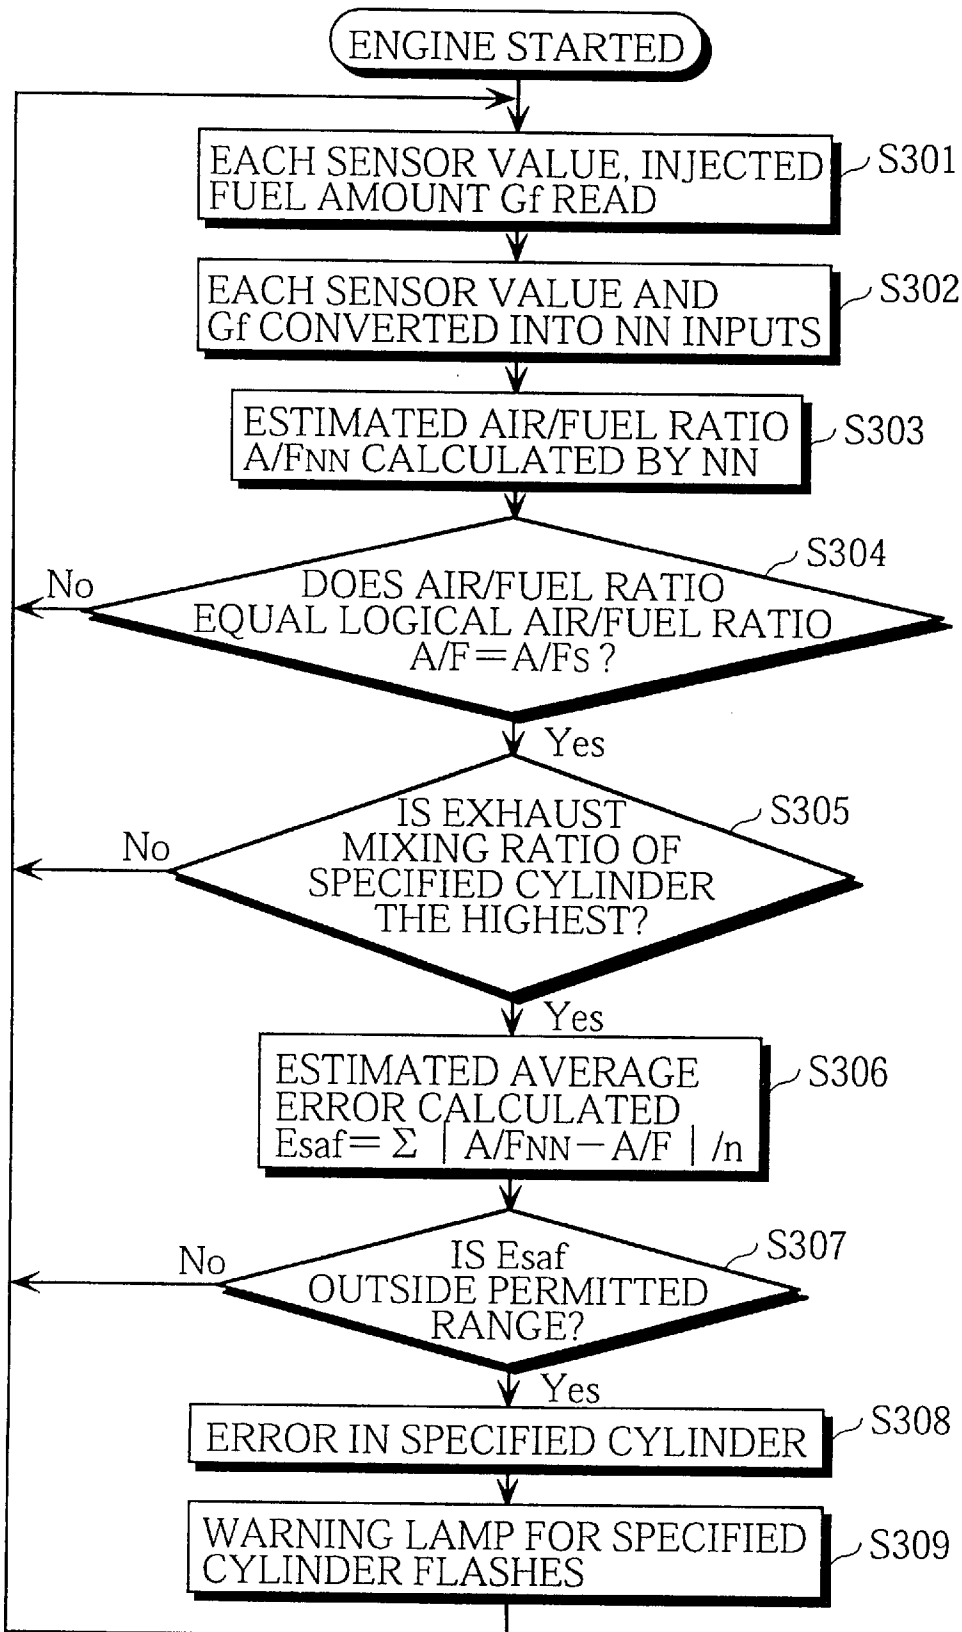 ENGINE STARTED
EACH SENSOR VALUE, INJECTED
FUEL AMOUNT Gf READ
S301
EACH SENSOR VALUE AND
Gf CONVERTED INTO NN INPUTS
S302
ESTIMATED AIR/FUEL RATIO
A/FNN CALCULATED BY NN
S303
S304
No
DOES AIR/FUEL RATIO
EQUAL LOGICAL AIR/FUEL RATIO
A/F=A/FS?
Yes
S305
No
IS EXHAUST
MIXING RATIO OF
SPECIFIED CYLINDER
THE HIGHEST?
Yes
ESTIMATED AVERAGE
ERROR CALCULATED
Esaf=Σ | A/FNN−A/F | /n
S306
S307
No
IS Esaf
OUTSIDE PERMITTED
RANGE?
Yes
ERROR IN SPECIFIED CYLINDER
S308
WARNING LAMP FOR SPECIFIED
CYLINDER FLASHES
S309